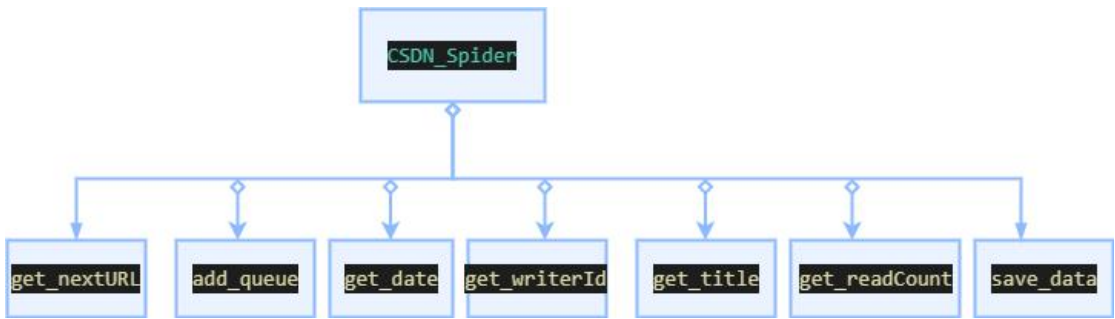 CSDN_Spider
get_nextURL
add_queue
get_date
get_writerId
get_title
get_readCount
save_data